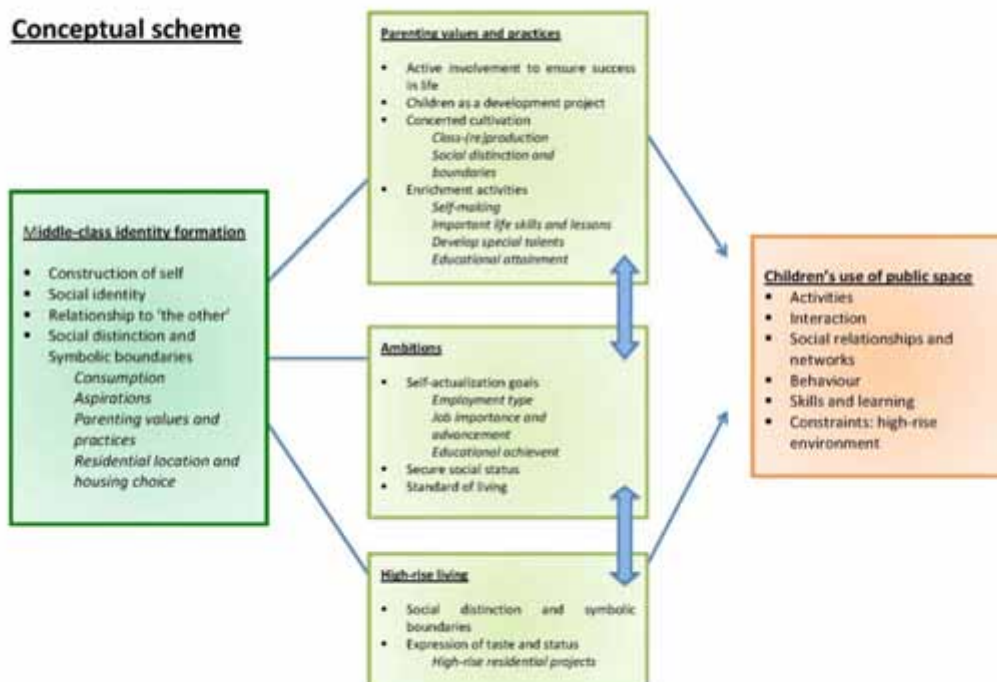 Conceptual scheme
Parenting values and practices
Active involvement to ensure success
in life
Children as a development project
Concerted cultivation
Class-(re)production
Social distinction and
boundaries
Enrichment activities
Self-making
Important life skills and lessons
Develop special talents
Educational attainment
Middle-class identity formation
Construction of self
Social identity
Relationship to 'the other'
Social distinction and
Symbolic boundaries
Consumption
Aspirations
Parenting values and
practices
Residential location and
housing choice
Ambitions
Self-actualization goals
Employment type
Job importance and
advancement
Educational achievent
Secure social status
Standard of living
High-rise living
Social distinction and symbolic
boundaries
Expression of taste and status
High-rise residential projects
Children's use of public space
Activities
Interaction
Social relationships and
networks
Behaviour
Skills and learning
Constraints: high-rise
environment